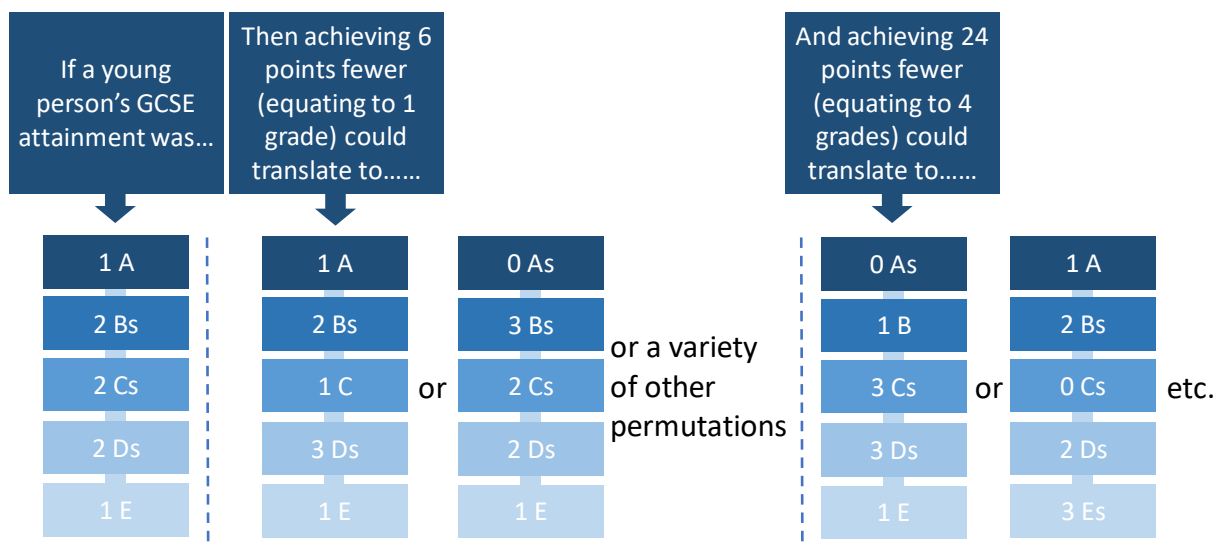 If a young
person's GCSE
attainment was…
Then achieving 6
points fewer
(equating to 1
grade) could
translate to……
And achieving 24
points fewer
(equating to 4
grades) could
translate to……
1 A
2 Bs
2 Cs
2 Ds
1 E
1 A
2 Bs
1 C
3 Ds
1 E
or
0 As
3 Bs
2 Cs
2 Ds
1 E
or a variety
of other
permutations
0 As
1 B
3 Cs
3 Ds
1 E
or
1 A
2 Bs
0 Cs
2 Ds
3 Es
etc.